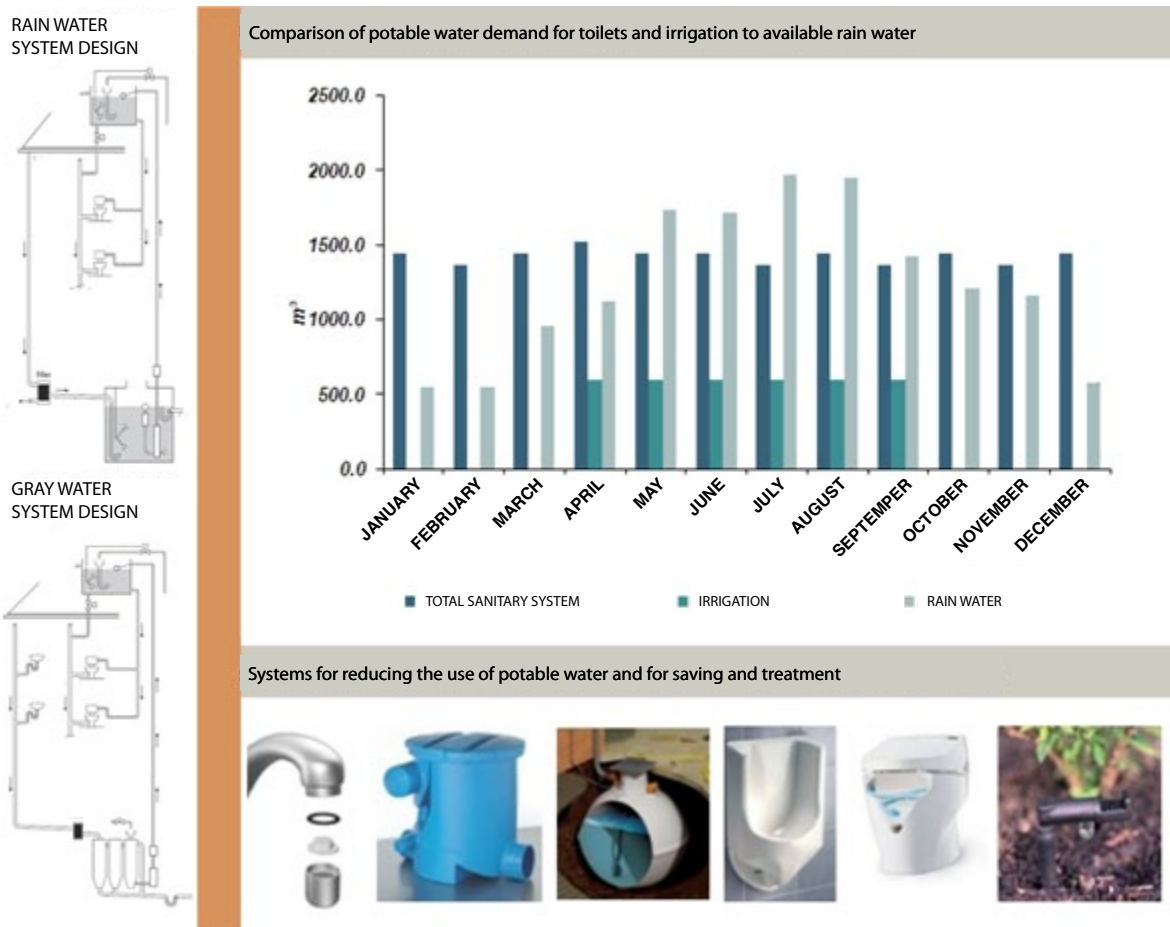 RAIN WATER
SYSTEM DESIGN
GRAY WATER
SYSTEM DESIGN
Comparison of potable water demand for toilets and irrigation to available rain water
2500.0
2000.0
1500.0
1000.0
500.0
0.0
m³
JANUARY
FEBRUARY
MARCH
APRIL
MAY
JUNE
JULY
AUGUST
SEPTEMPER
OCTOBER
NOVEMBER
DECEMBER
TOTAL SANITARY SYSTEM
IRRIGATION
RAIN WATER
Systems for reducing the use of potable water and for saving and treatment